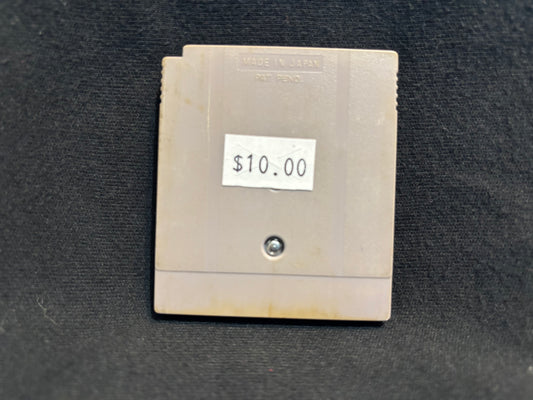 MADE IN JAPAN
PAT. PEND.
$10.00